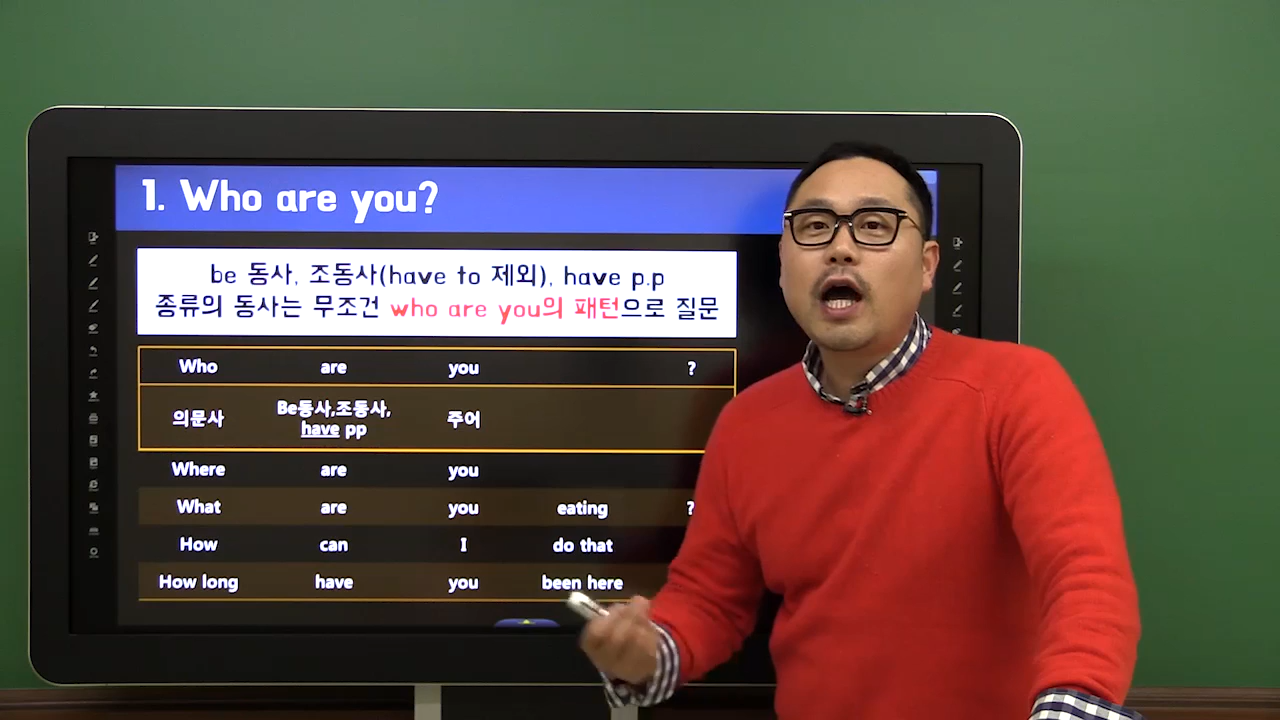 1. Who are you?
be 동사, 조동사(have to 제외), have p.p
종류의 동사는 무조건 who are you의 패턴으로 질문
Who are you ?
의문사 Be동사,조동사, have pp 주어
Where are you
What are you eating ?
How can I do that
How long have you been here